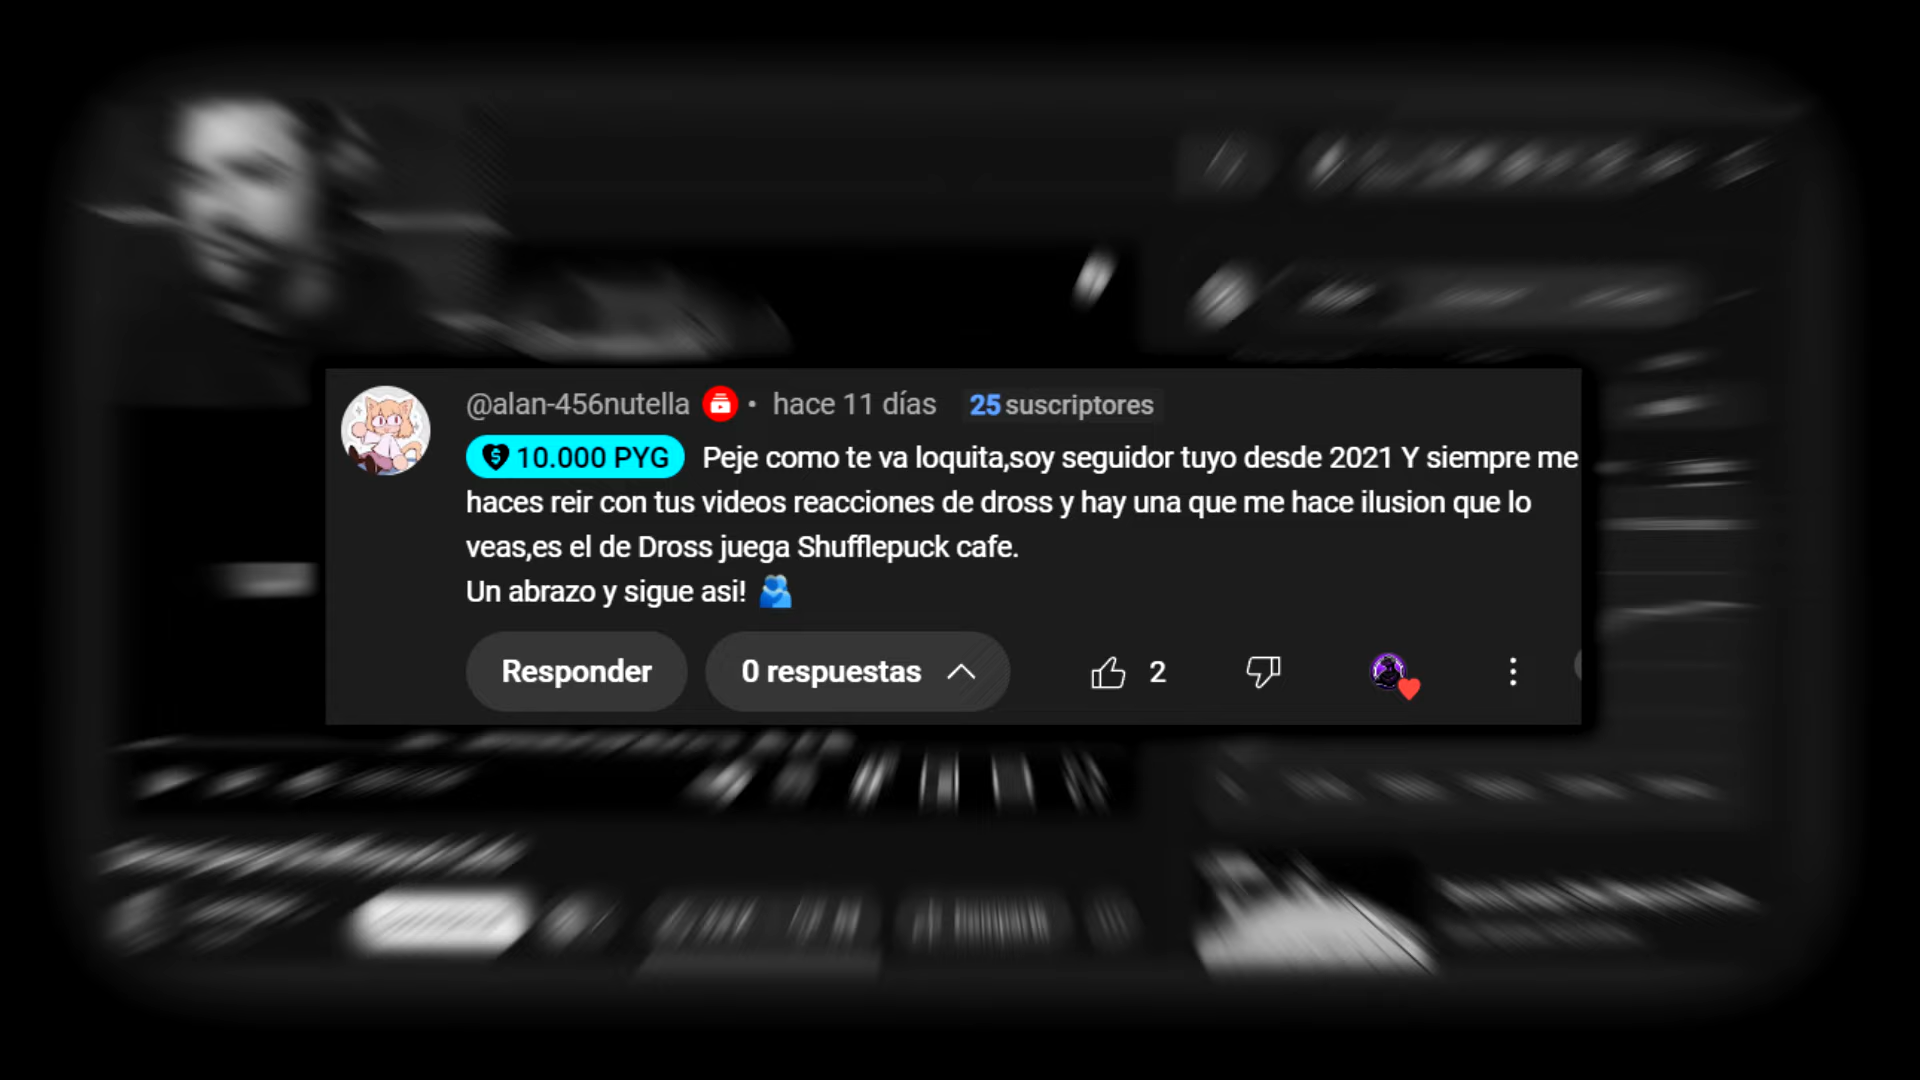 @alan-456nutella • hace 11 días 25 suscriptores
10.000 PYG Peje como te va loquita,soy seguidor tuyo desde 2021 Y siempre me
haces reir con tus videos reacciones de dross y hay una que me hace ilusion que lo
veas,es el de Dross juega Shufflepuck cafe.
Un abrazo y sigue asi! 🫂
Responder 0 respuestas 2